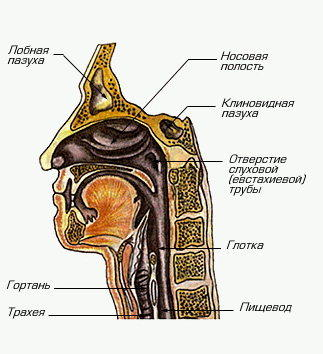 Лобная
пазуха
Носовая
полость
Клиновидная
пазуха
Отверстие
слуховой
(евстахиевой)
трубы
Глотка
Гортань
Трахея
Пищевод